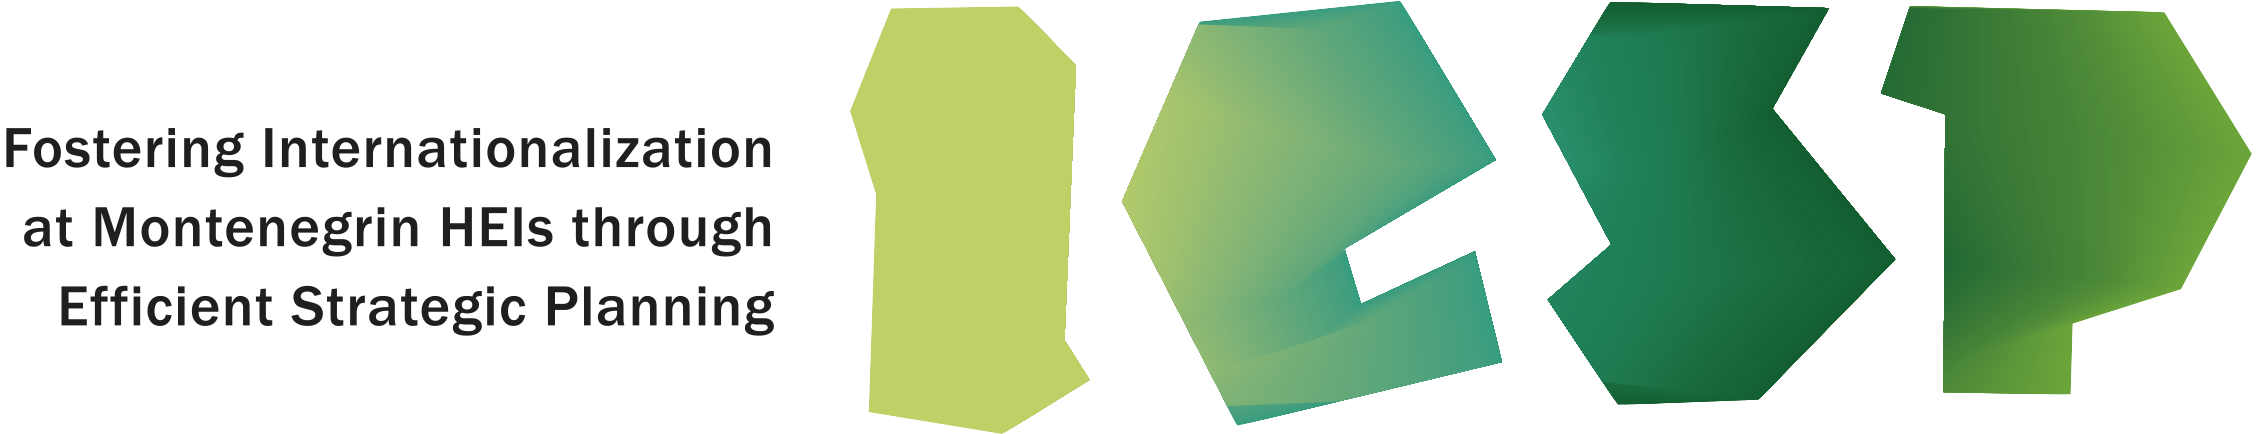 Fostering Internationalization
at Montenegrin HEIs through
Efficient Strategic Planning
IESP